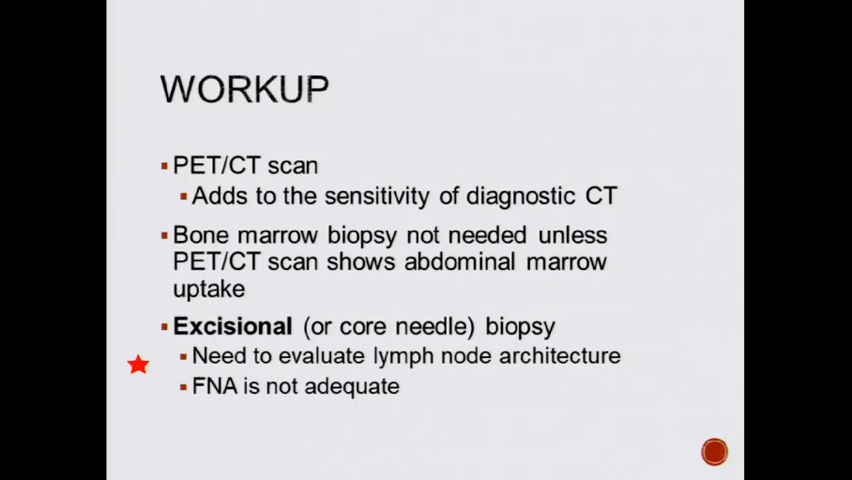 WORKUP
PET/CT scan
Adds to the sensitivity of diagnostic CT
Bone marrow biopsy not needed unless
PET/CT scan shows abdominal marrow
uptake
Excisional (or core needle) biopsy
Need to evaluate lymph node architecture
FNA is not adequate